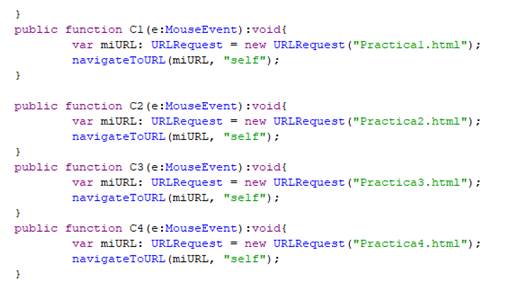 }
public function C1(e:MouseEvent):void{
var miURL: URLRequest = new URLRequest("Practica1.html");
navigateToURL(miURL, "self");
}
public function C2(e:MouseEvent):void{
var miURL: URLRequest = new URLRequest("Practica2.html");
navigateToURL(miURL, "self");
}
public function C3(e:MouseEvent):void{
var miURL: URLRequest = new URLRequest("Practica3.html");
navigateToURL(miURL, "self");
}
public function C4(e:MouseEvent):void{
var miURL: URLRequest = new URLRequest("Practica4.html");
navigateToURL(miURL, "self");
}